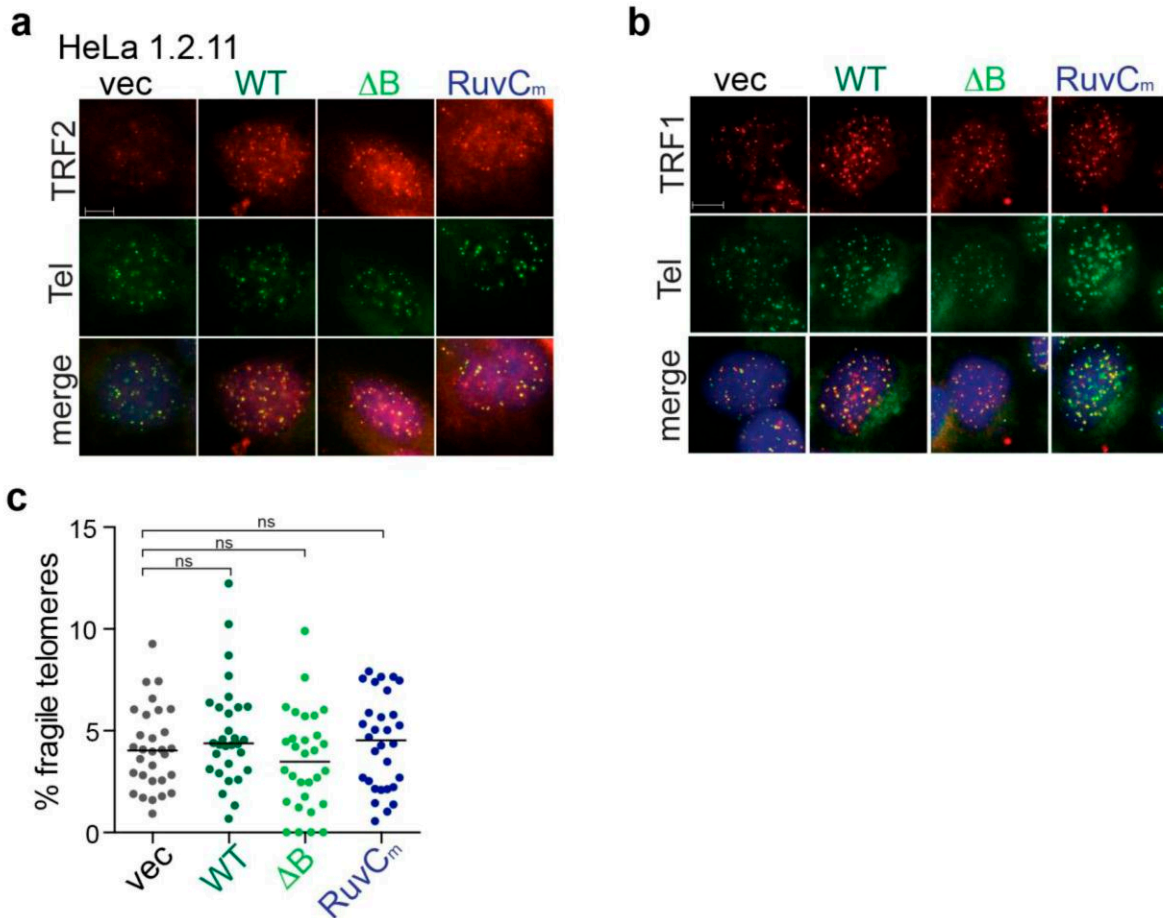 a
HeLa 1.2.11
vec WT ΔB RuvCm
TRF2
Tel
merge
b
vec WT ΔB RuvCm
TRF1
Tel
merge
c
% fragile telomeres
15
10
5
0
ns
ns
ns
vec WT ΔB RuvCm